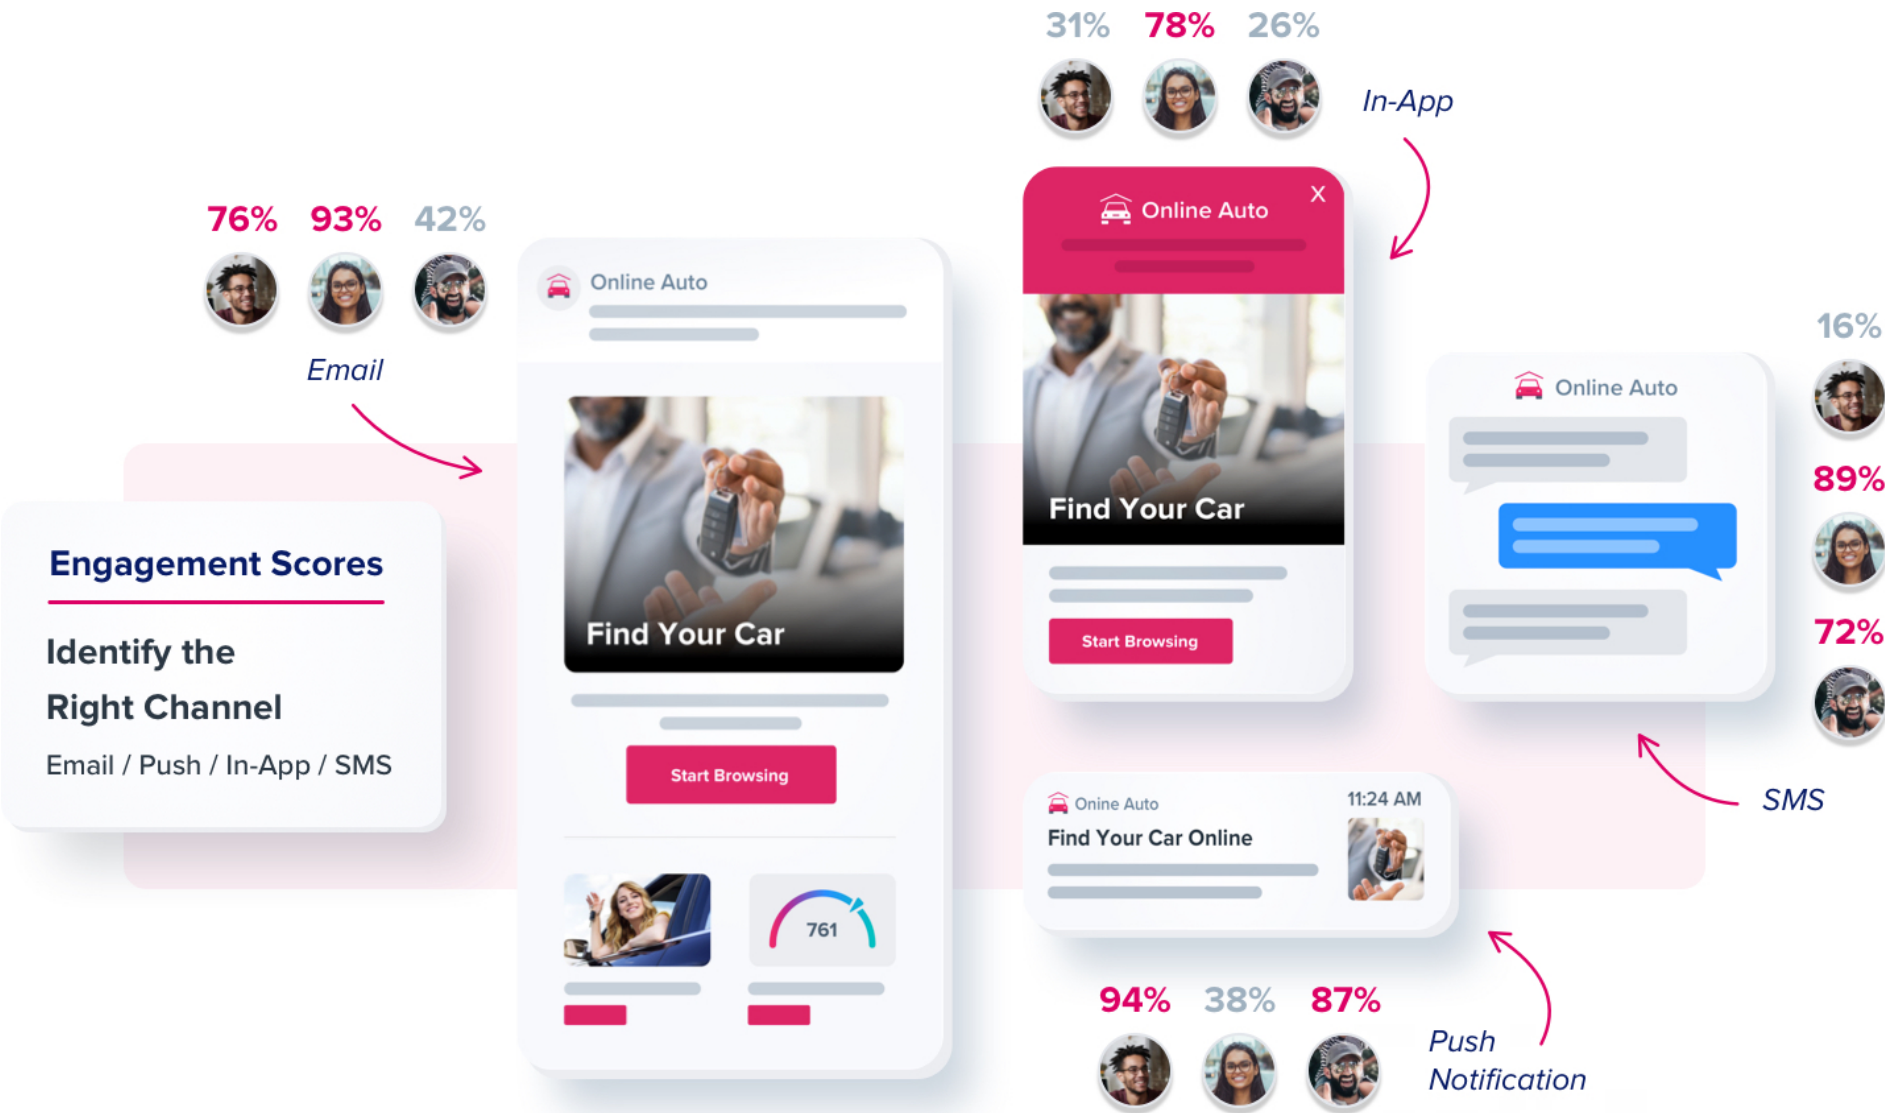 31% 78% 26%
In-App
76% 93% 42%
Email
Engagement Scores
Identify the
Right Channel
Email / Push / In-App / SMS
Online Auto
Find Your Car
Start Browsing
761
Online Auto
X
Find Your Car
Start Browsing
Online Auto
16%
89%
72%
SMS
Onine Auto
11:24 AM
Find Your Car Online
94% 38% 87%
Push
Notification